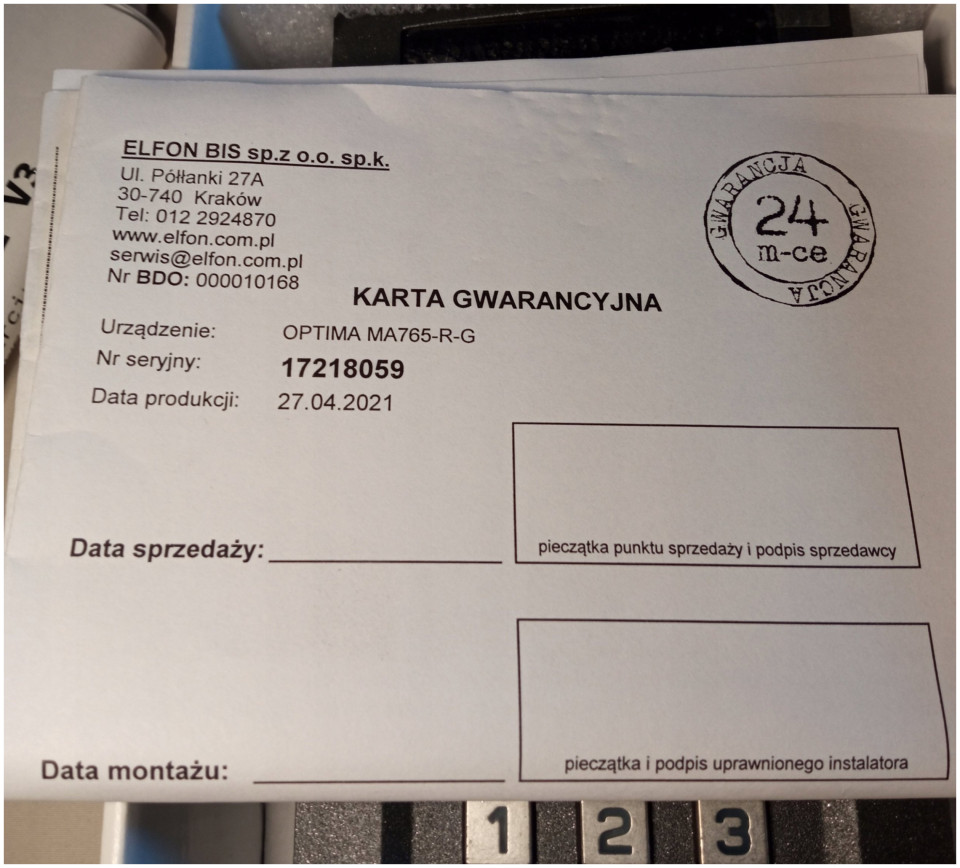 ELFON BIS sp.z o.o. sp.k.
Ul. Półłanki 27A
30-740 Kraków
Tel: 012 2924870
www.elfon.com.pl
serwis@elfon.com.pl
Nr BDO: 000010168
GWARANCJA GWARANCJA GWARANCJA
24
m-ce
KARTA GWARANCYJNA
Urządzenie: OPTIMA MA765-R-G
Nr seryjny: 17218059
Data produkcji: 27.04.2021
Data sprzedaży:
pieczątka punktu sprzedaży i podpis sprzedawcy
Data montażu:
pieczątka i podpis uprawnionego instalatora
1 2 3
V3